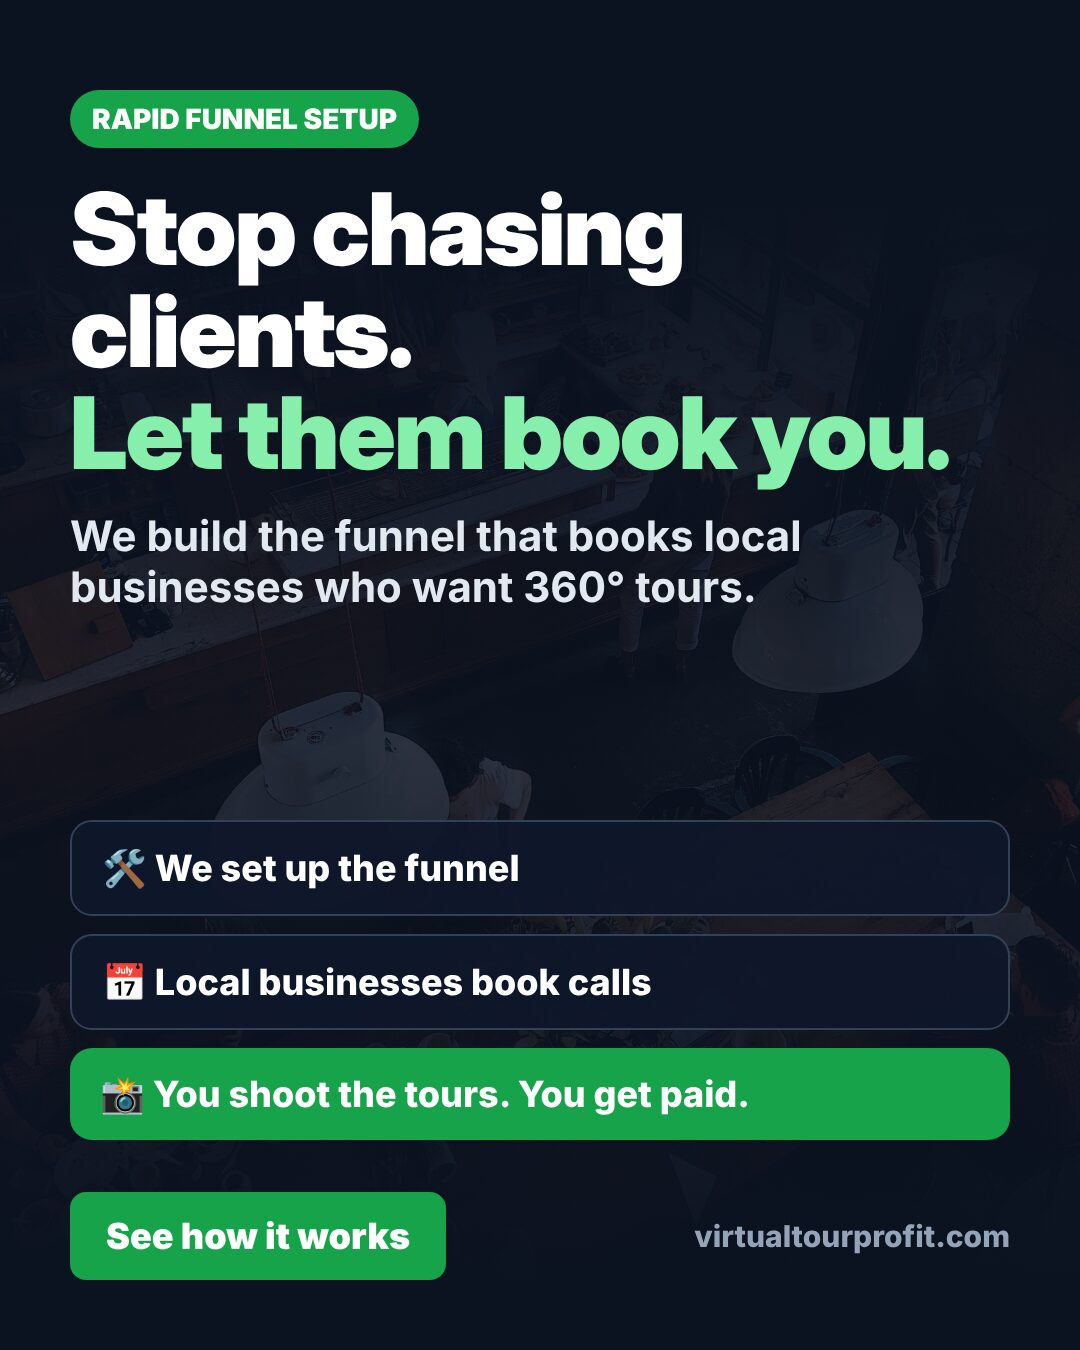 RAPID FUNNEL SETUP
Stop chasing
clients.
Let them book you.
We build the funnel that books local
businesses who want 360° tours.
🛠️ We set up the funnel
📅 Local businesses book calls
📸 You shoot the tours. You get paid.
See how it works
virtualtourprofit.com